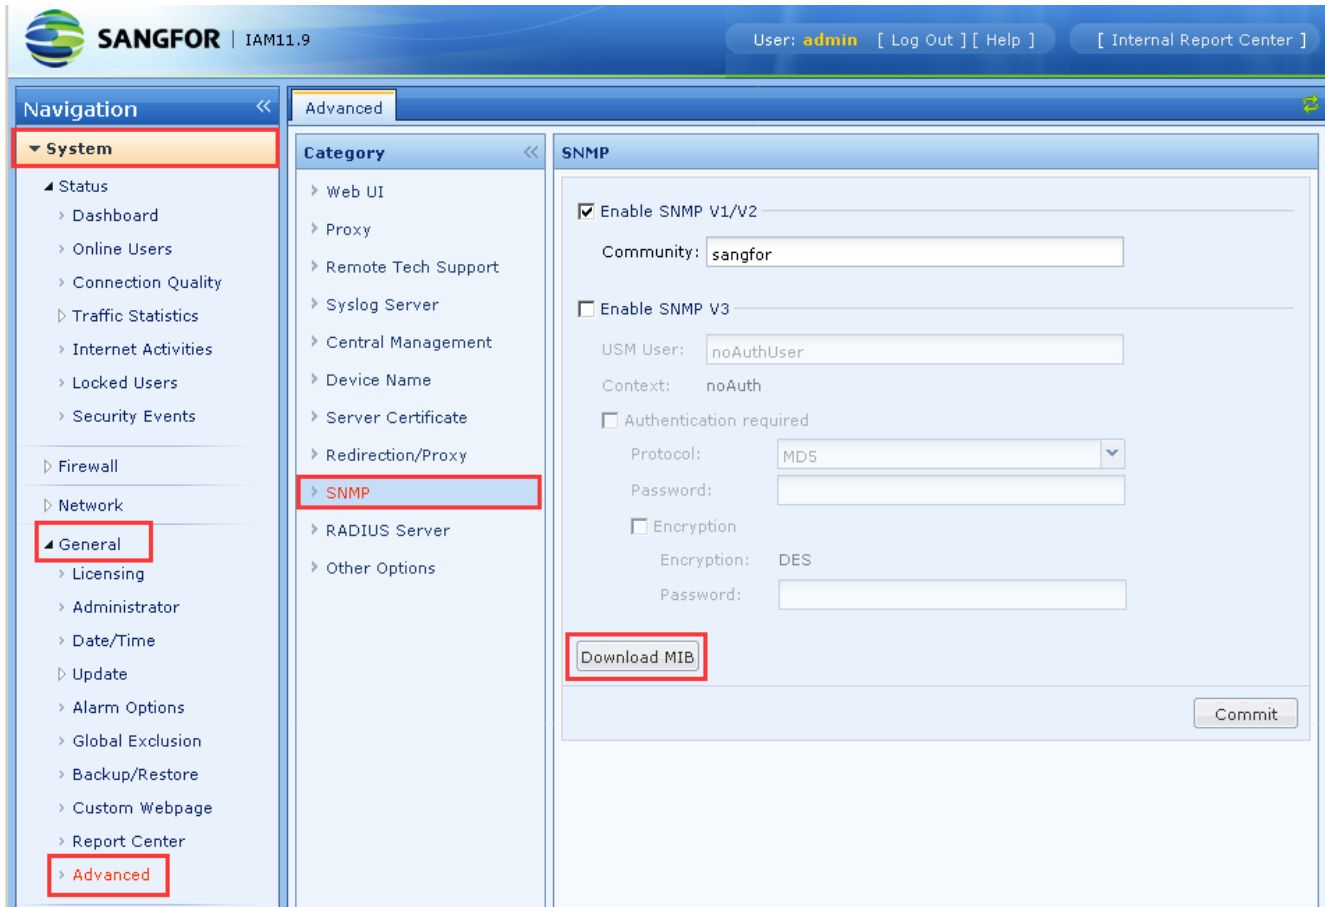 SANGFOR | IAM11.9
User: admin [ Log Out ] [ Help ] [ Internal Report Center ]
Navigation
System
Status
Dashboard
Online Users
Connection Quality
Traffic Statistics
Internet Activities
Locked Users
Security Events
Firewall
Network
General
Licensing
Administrator
Date/Time
Update
Alarm Options
Global Exclusion
Backup/Restore
Custom Webpage
Report Center
Advanced
Advanced
Category
Web UI
Proxy
Remote Tech Support
Syslog Server
Central Management
Device Name
Server Certificate
Redirection/Proxy
SNMP
RADIUS Server
Other Options
SNMP
Enable SNMP V1/V2
Community: sangfor
Enable SNMP V3
USM User: noAuthUser
Context: noAuth
Authentication required
Protocol: MD5
Password:
Encryption
Encryption: DES
Password:
Download MIB
Commit